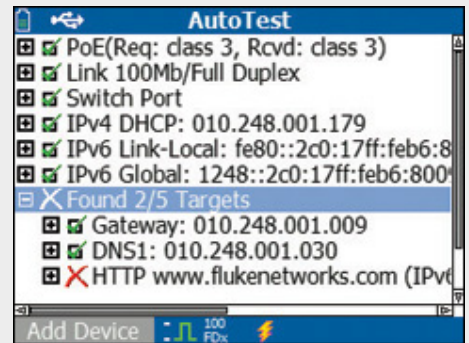 AutoTest
PoE(Req: class 3, Rcvd: class 3)
Link 100Mb/Full Duplex
Switch Port
IPv4 DHCP: 010.248.001.179
IPv6 Link-Local: fe80::2c0:17ff:feb6:8
IPv6 Global: 1248::2c0:17ff:feb6:800
Found 2/5 Targets
Gateway: 010.248.001.009
DNS1: 010.248.001.030
HTTP www.flukenetworks.com (IPv
Add Device 100 FDx